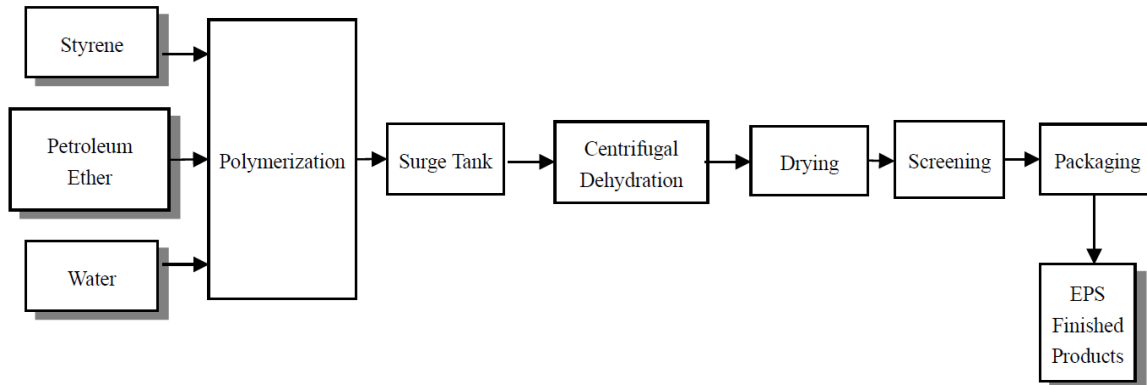 Styrene
Petroleum
Ether
Water
Polymerization
Surge Tank
Centrifugal
Dehydration
Drying
Screening
Packaging
EPS
Finished
Products